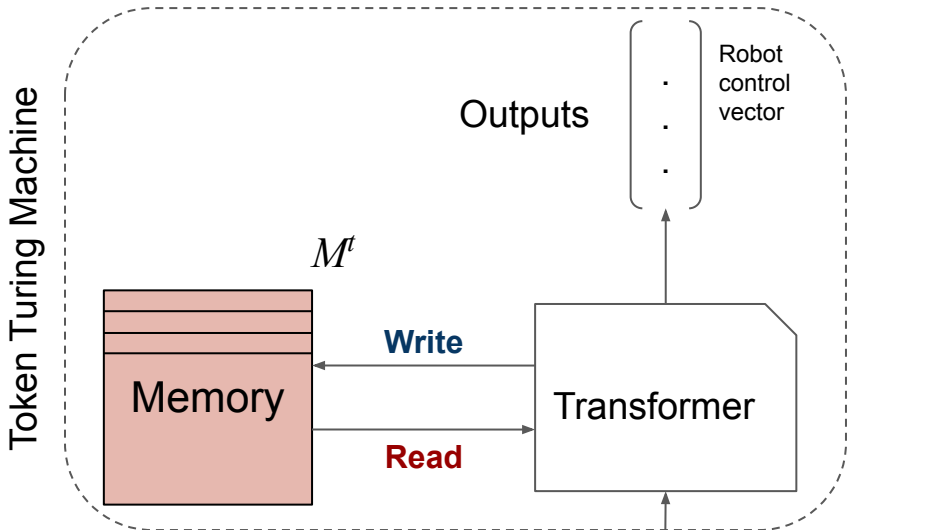 Token Turing Machine
Outputs
Robot
control
vector
.
.
.
M^t
Write
Memory
Transformer
Read